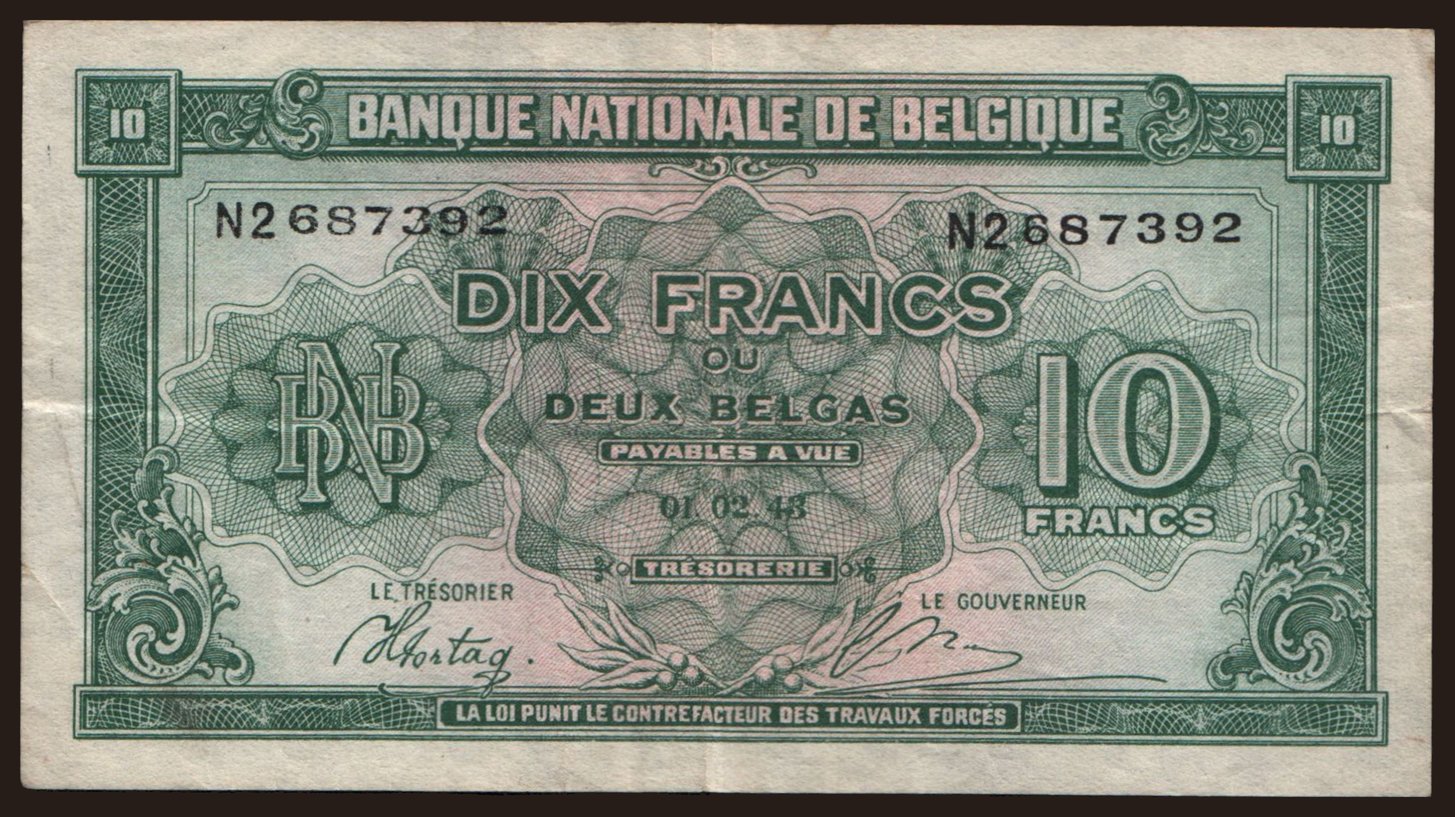 10 BANQUE NATIONALE DE BELGIQUE 10
N2687392 N2687392
DIX FRANCS
OU
DEUX BELGAS
PAYABLES A VUE
BNB 10
FRANCS
01.02.43
TRÉSORERIE
LE TRÉSORIER LE GOUVERNEUR
LA LOI PUNIT LE CONTREFACTEUR DES TRAVAUX FORCÉS